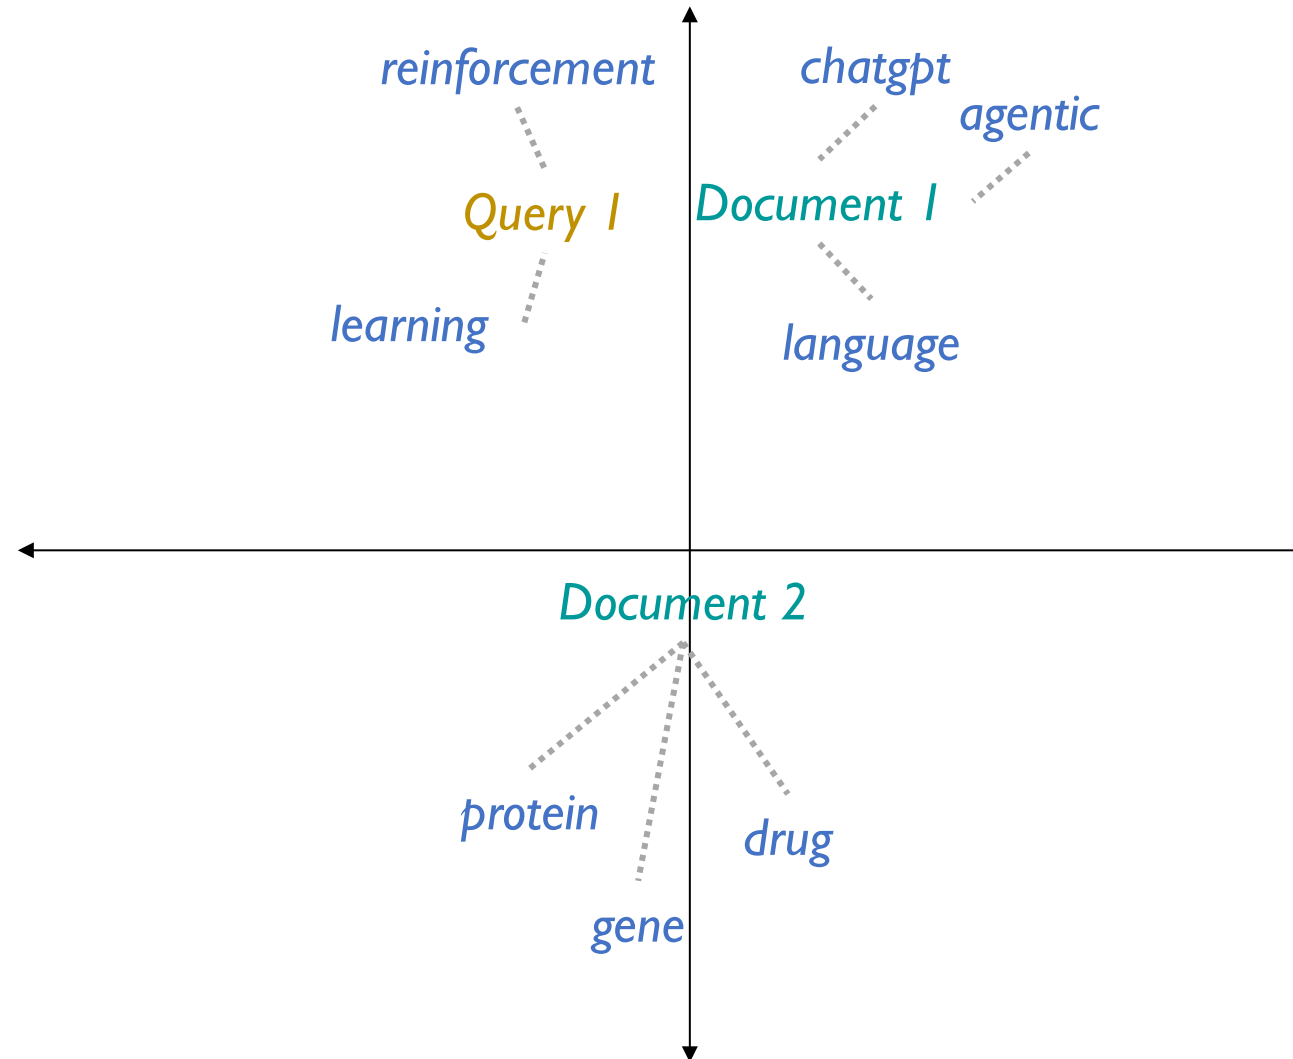 reinforcement
chatgpt
agentic
Query 1
Document 1
learning
language
Document 2
protein
drug
gene